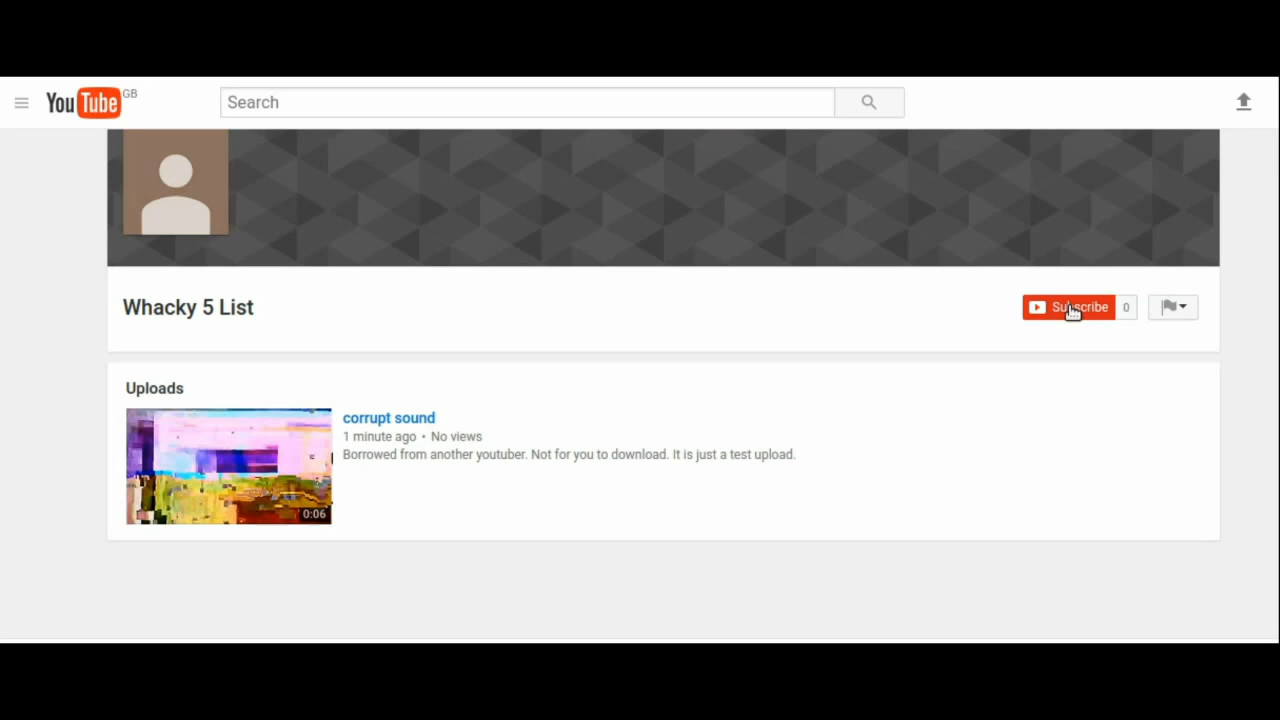 YouTube GB
Search
Whacky 5 List
Subscribe 0
Uploads
corrupt sound
1 minute ago • No views
Borrowed from another youtuber. Not for you to download. It is just a test upload.
0:06